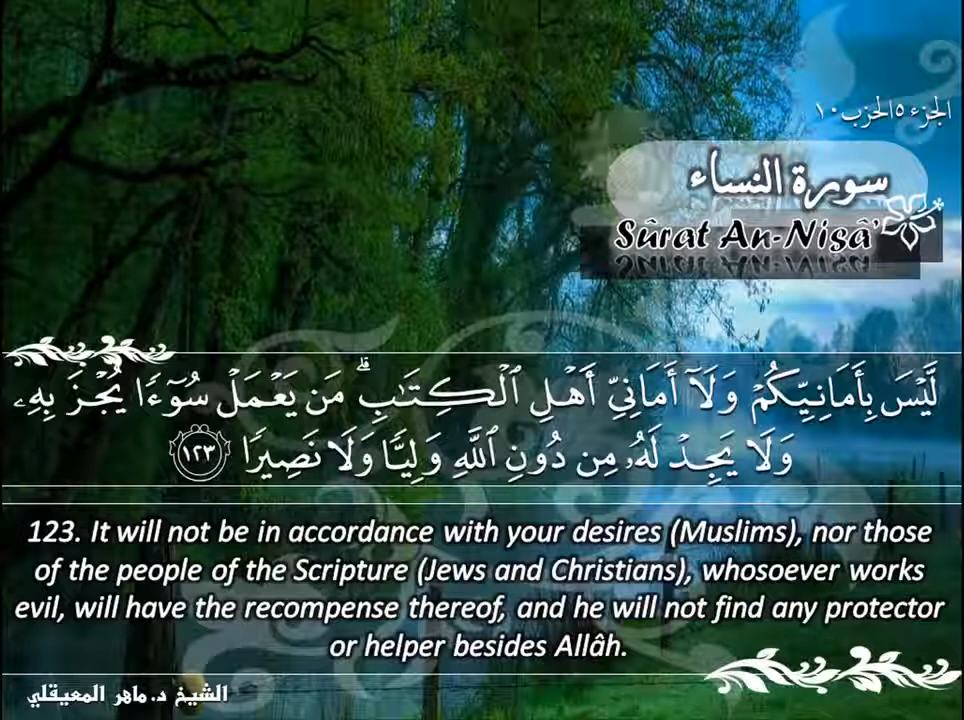 الجزء ٥ الحزب ١٠
سورة النساء
Sûrat An-Nisâ'
لَّيْسَ بِأَمَانِيِّكُمْ وَلَآ أَمَانِىِّ أَهْلِ ٱلْكِتَـٰبِ ۗ مَن يَعْمَلْ سُوٓءًا يُجْزَ بِهِۦ
وَلَا يَجِدْ لَهُۥ مِن دُونِ ٱللَّهِ وَلِيًّا وَلَا نَصِيرًا ١٢٣
123. It will not be in accordance with your desires (Muslims), nor those
of the people of the Scripture (Jews and Christians), whosoever works
evil, will have the recompense thereof, and he will not find any protector
or helper besides Allâh.
الشيخ د. ماهر المعيقلي